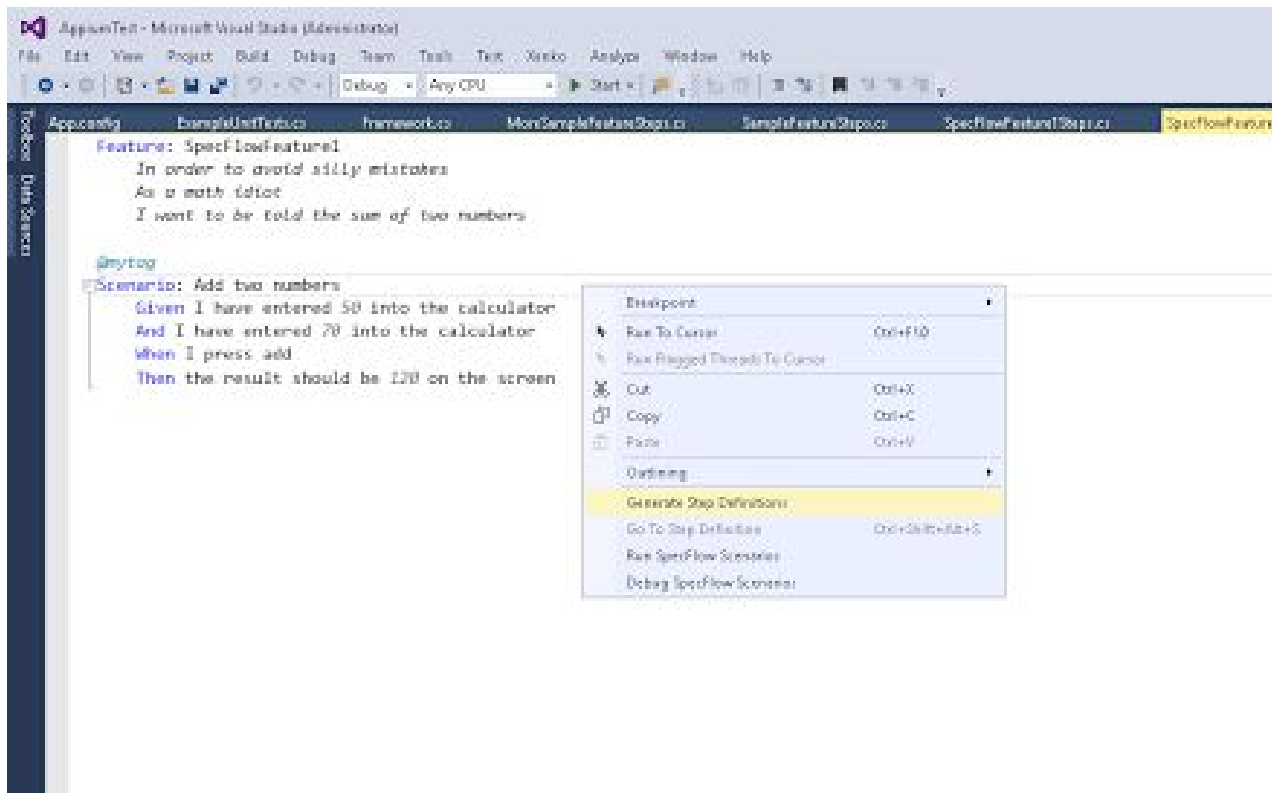 AppiumTest - Microsoft Visual Studio (Administrator)
File Edit View Project Build Debug Team Tools Test Xenko Analyze Window Help
Debug Any CPU Start
Toolbox
Data Sources
App.config ExampleUnitTests.cs Framework.cs MoreSampleFeatureSteps.cs SampleFeatureSteps.cs SpecFlowFeature1Steps.cs SpecFlowFeature
Feature: SpecFlowFeature1
In order to avoid silly mistakes
As a math idiot
I want to be told the sum of two numbers
@mytag
Scenario: Add two numbers
Given I have entered 50 into the calculator
And I have entered 70 into the calculator
When I press add
Then the result should be 120 on the screen
Breakpoint
Run To Cursor Ctrl+F10
Run Flagged Threads To Cursor
Cut Ctrl+X
Copy Ctrl+C
Paste Ctrl+V
Outlining
Generate Step Definitions
Go To Step Definition Ctrl+Shift+Alt+S
Run SpecFlow Scenarios
Debug SpecFlow Scenarios